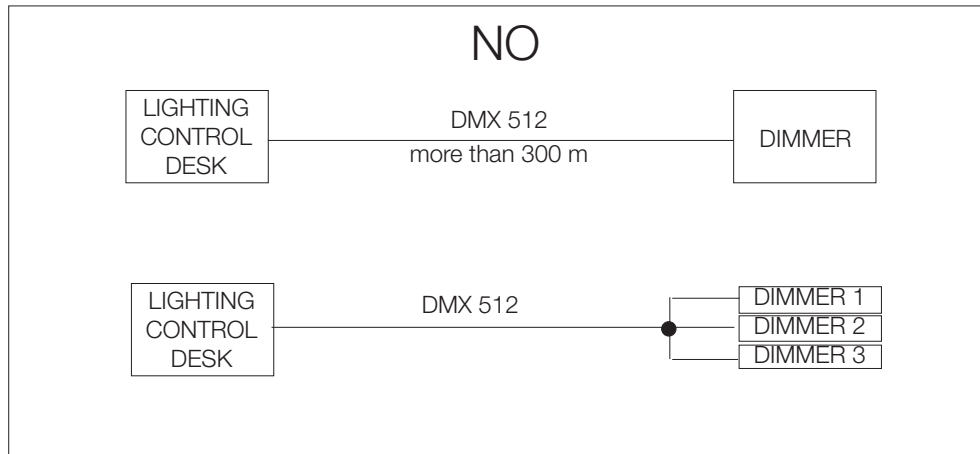 NO
LIGHTING
CONTROL
DESK
DMX 512
more than 300 m
DIMMER
LIGHTING
CONTROL
DESK
DMX 512
DIMMER 1
DIMMER 2
DIMMER 3